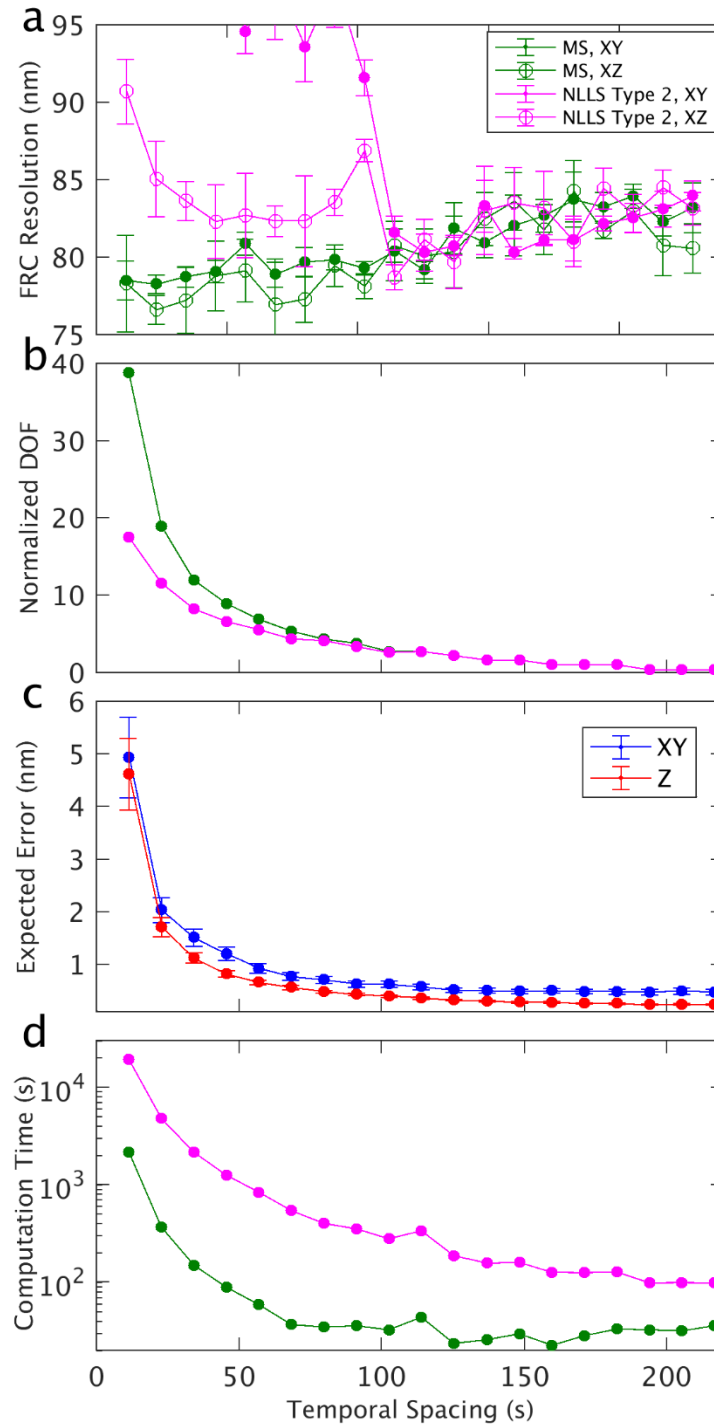 a
95
90
85
80
75
FRC Resolution (nm)
MS, XY
MS, XZ
NLLS Type 2, XY
NLLS Type 2, XZ
b
40
30
20
10
0
Normalized DOF
c
6
5
4
3
2
1
Expected Error (nm)
XY
Z
d
10^4
10^3
10^2
Computation Time (s)
0 50 100 150 200
Temporal Spacing (s)